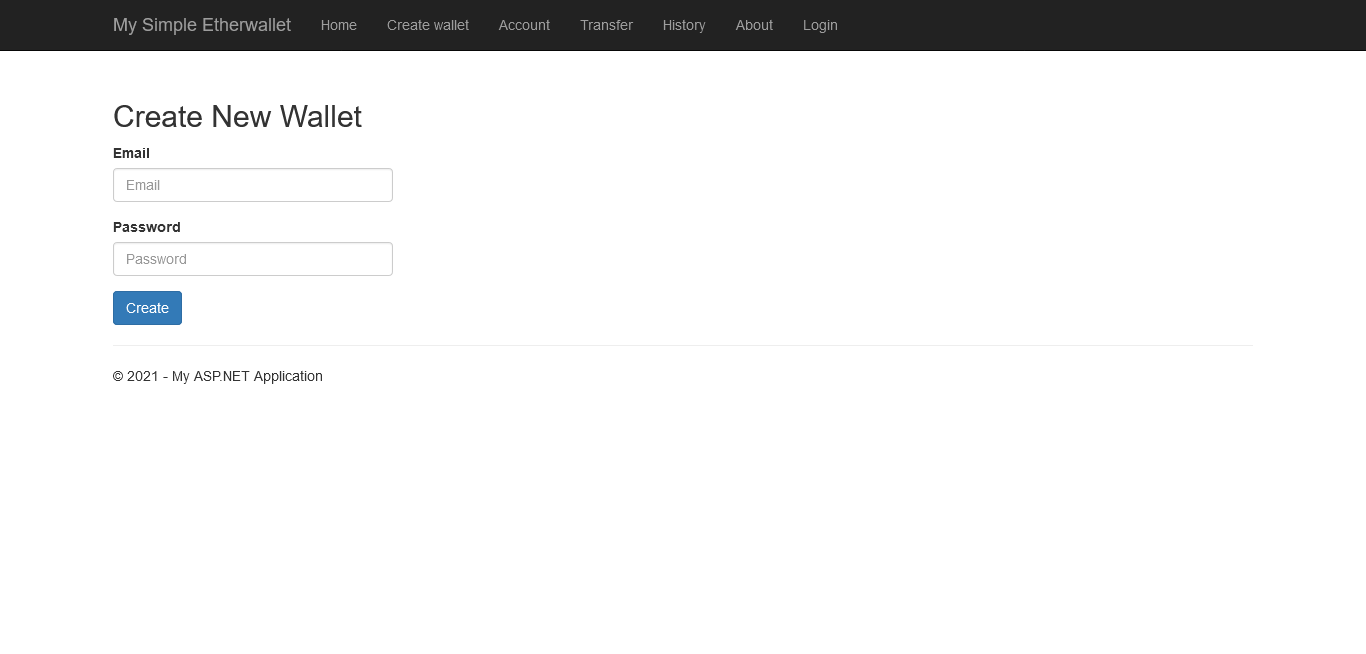 My Simple Etherwallet Home Create wallet Account Transfer History About Login
Create New Wallet
Email
Email
Password
Password
Create
© 2021 - My ASP.NET Application